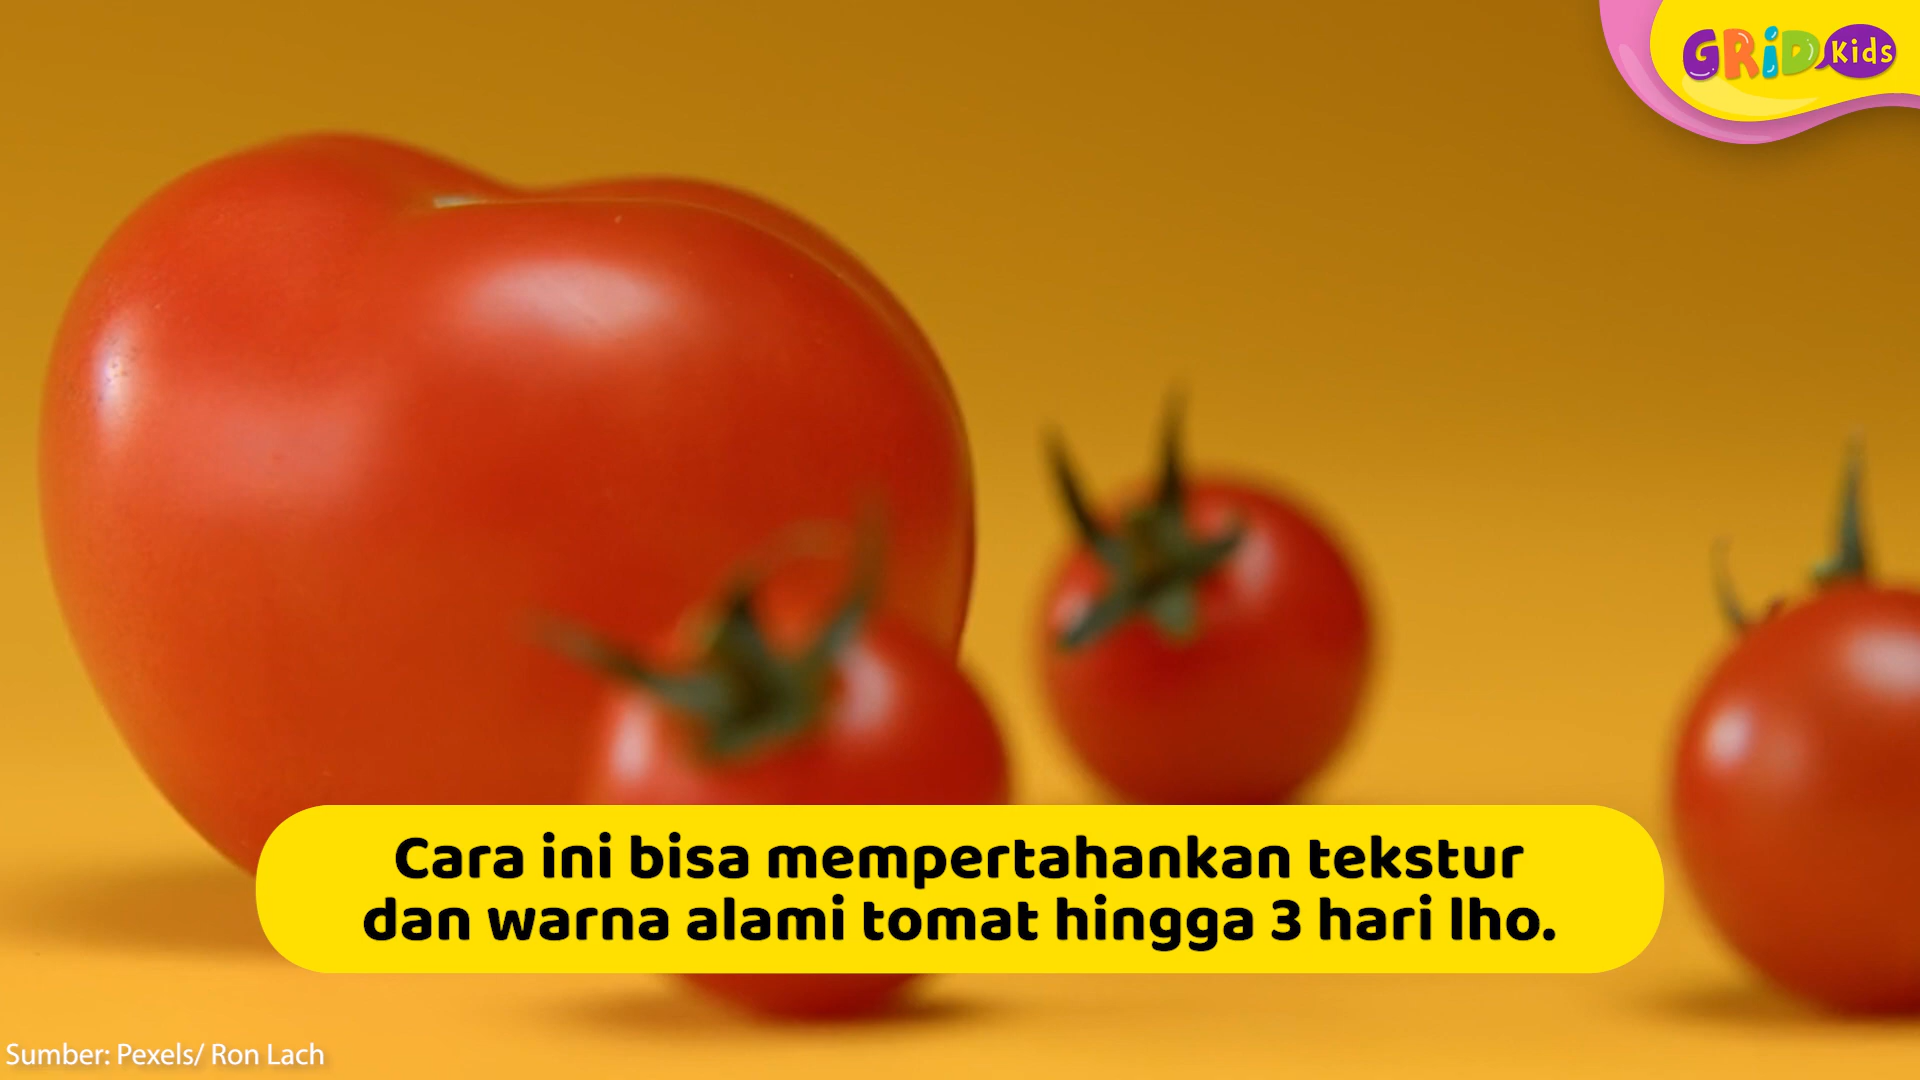 GRiD Kids
Cara ini bisa mempertahankan tekstur
dan warna alami tomat hingga 3 hari lho.
Sumber: Pexels/ Ron Lach